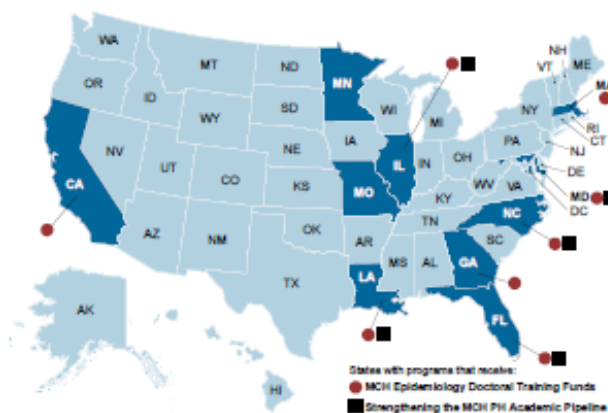 WA
MT
ND
MN
NH
VT
ME
OR
ID
SD
WI
MI
NY
MA
WY
RI
CT
IA
NE
PA
NJ
NV
UT
CO
IL
IN
OH
DE
CA
KS
MO
WV
VA
MD
DC
KY
NC
TN
OK
AZ
NM
AR
SC
MS
AL
GA
TX
LA
AK
FL
HI
States with programs that receive:
MCH Epidemiology Doctoral Training Funds
Strengthening the MCH PH Academic Pipeline